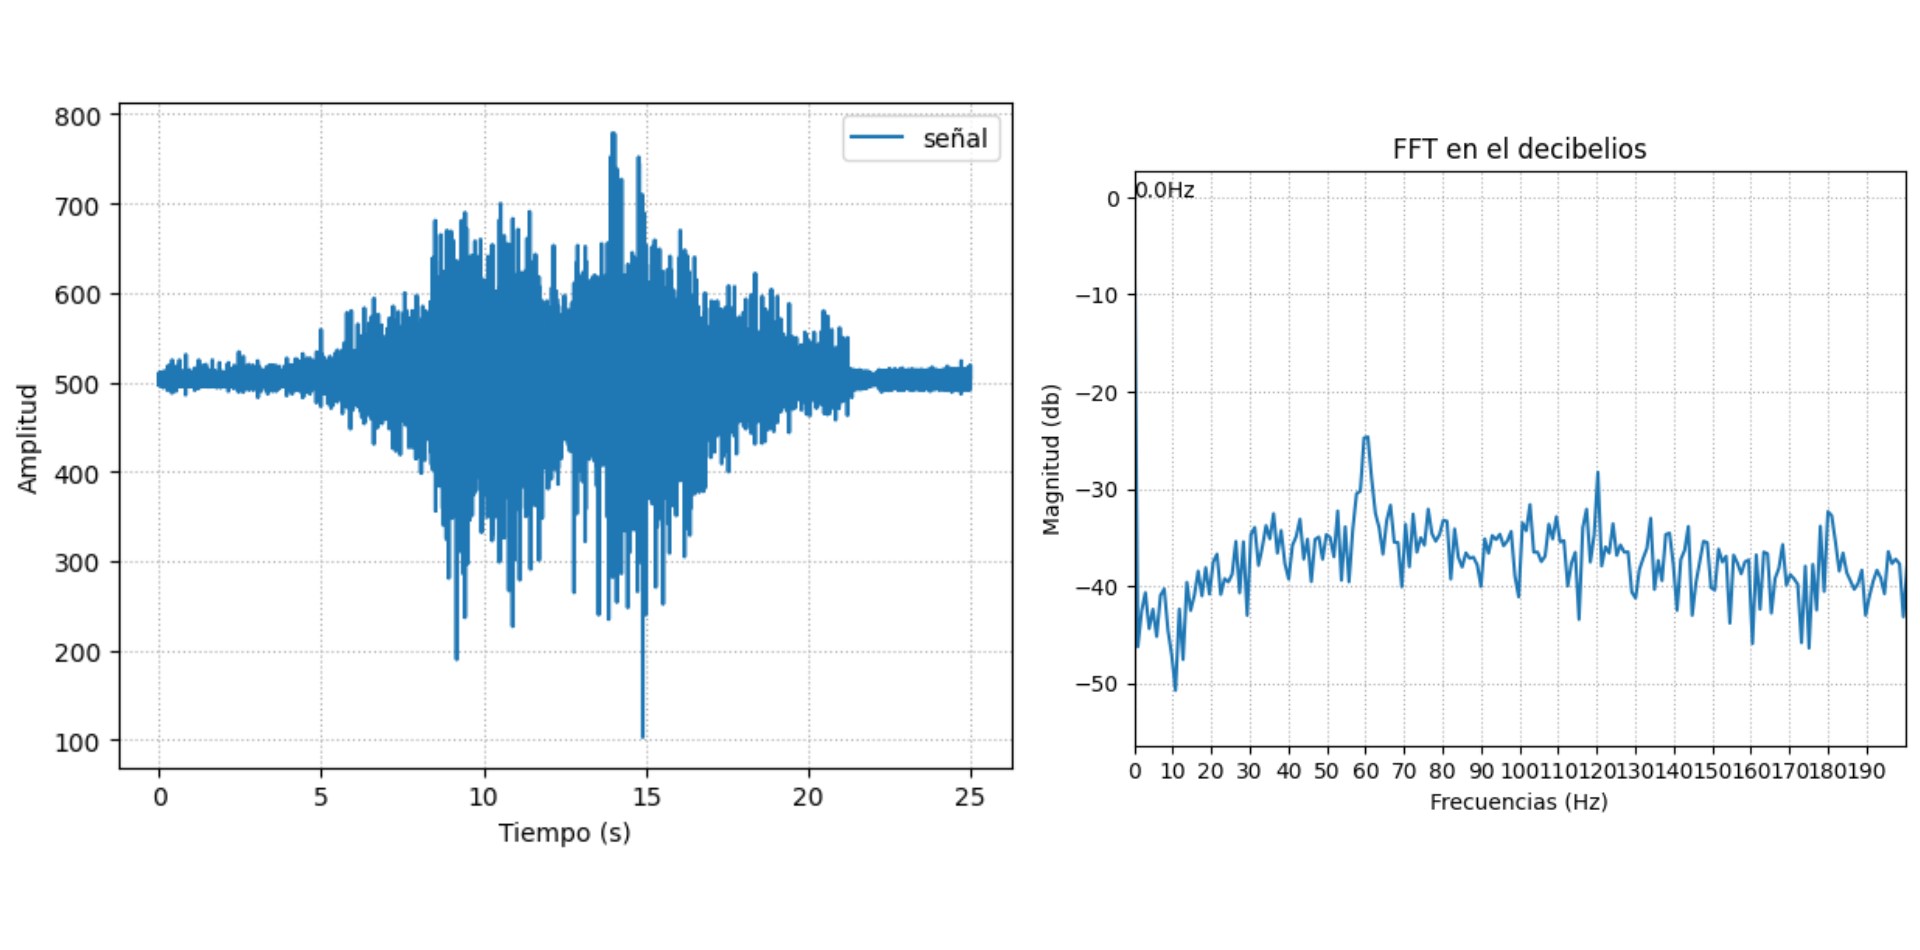 800
700
600
500
400
300
200
100
Amplitud
señal
0 5 10 15 20 25
Tiempo (s)
FFT en el decibelios
0.0Hz
0
−10
−20
−30
−40
−50
Magnitud (db)
0 10 20 30 40 50 60 70 80 90 100110120130140150160170180190
Frecuencias (Hz)